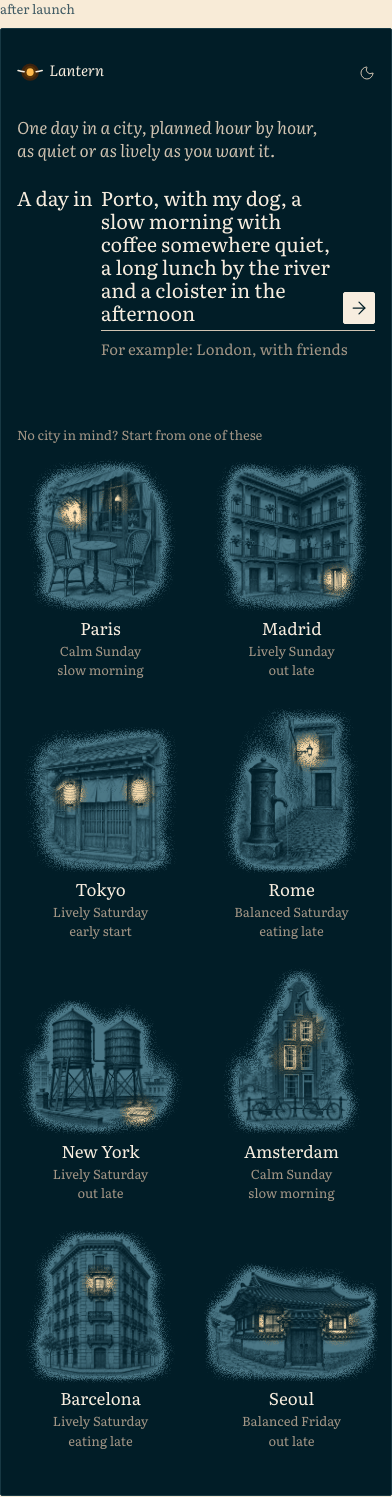 after launch
Lantern
One day in a city, planned hour by hour,
as quiet or as lively as you want it.
A day in Porto, with my dog, a
slow morning with
coffee somewhere quiet,
a long lunch by the river
and a cloister in the
afternoon
For example: London, with friends
No city in mind? Start from one of these
Paris
Calm Sunday
slow morning
Madrid
Lively Sunday
out late
Tokyo
Lively Saturday
early start
Rome
Balanced Saturday
eating late
New York
Lively Saturday
out late
Amsterdam
Calm Sunday
slow morning
Barcelona
Lively Saturday
eating late
Seoul
Balanced Friday
out late